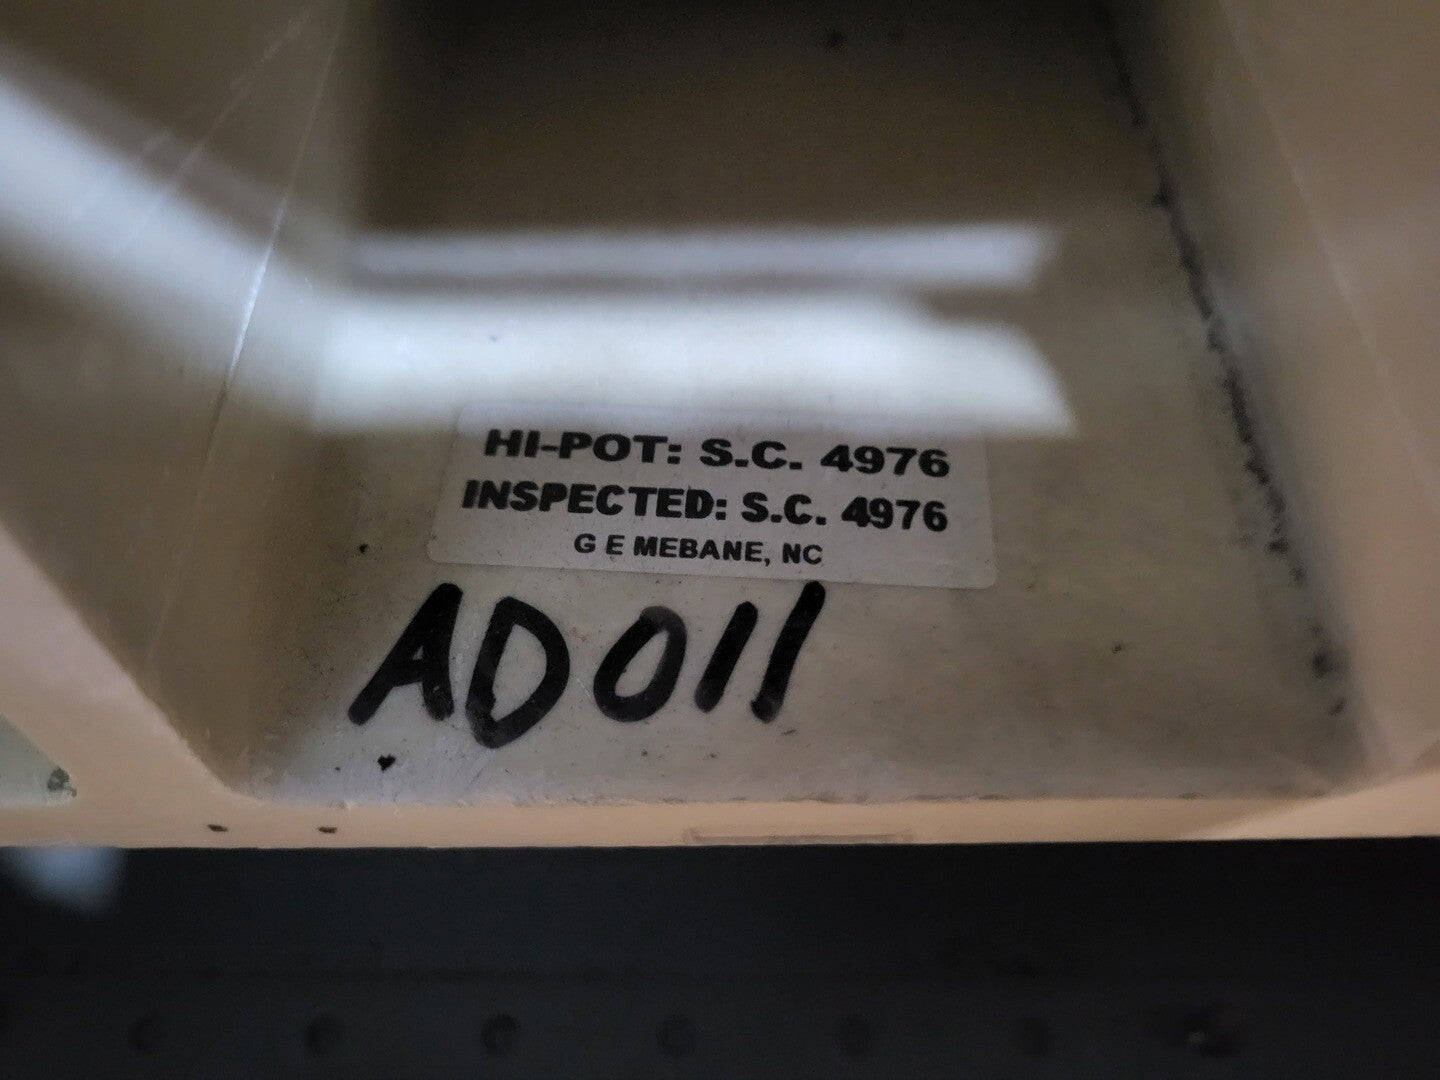 HI-POT: S.C. 4976
INSPECTED: S.C. 4976
G E MEBANE, NC
AD011